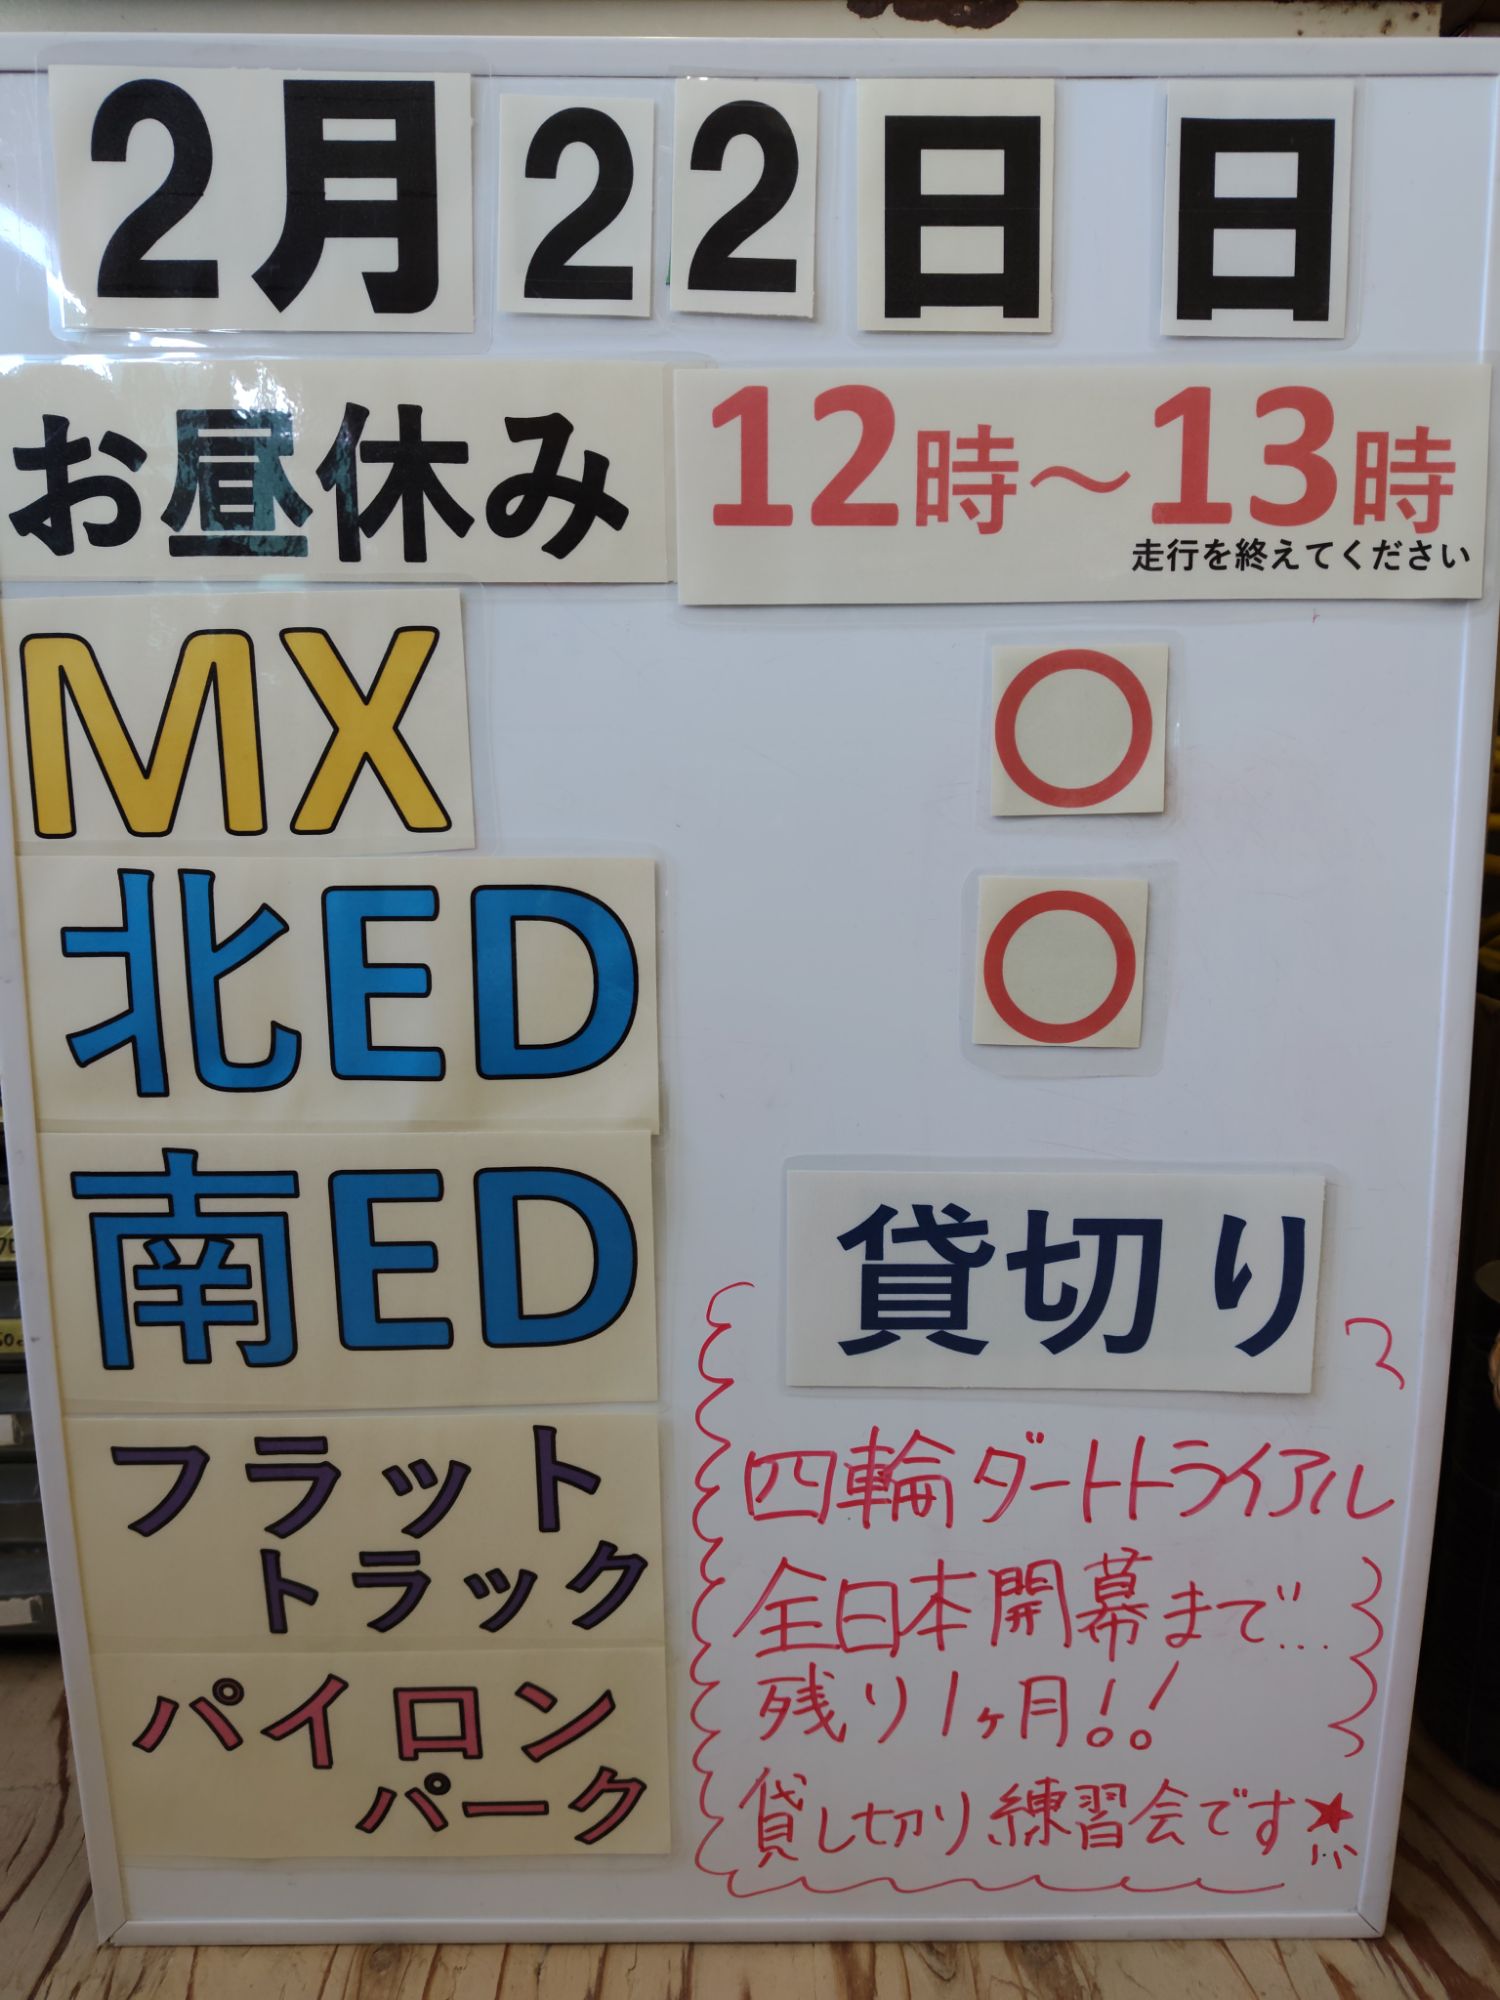 2月 22日 日
お昼休み 12時～13時
走行を終えてください
MX ○
北ED ○
南ED 貸切り
フラット
トラック
パイロン
パーク
四輪ダートトライアル
全日本開幕まで…
残り1ヶ月!!
貸し切り練習会です★